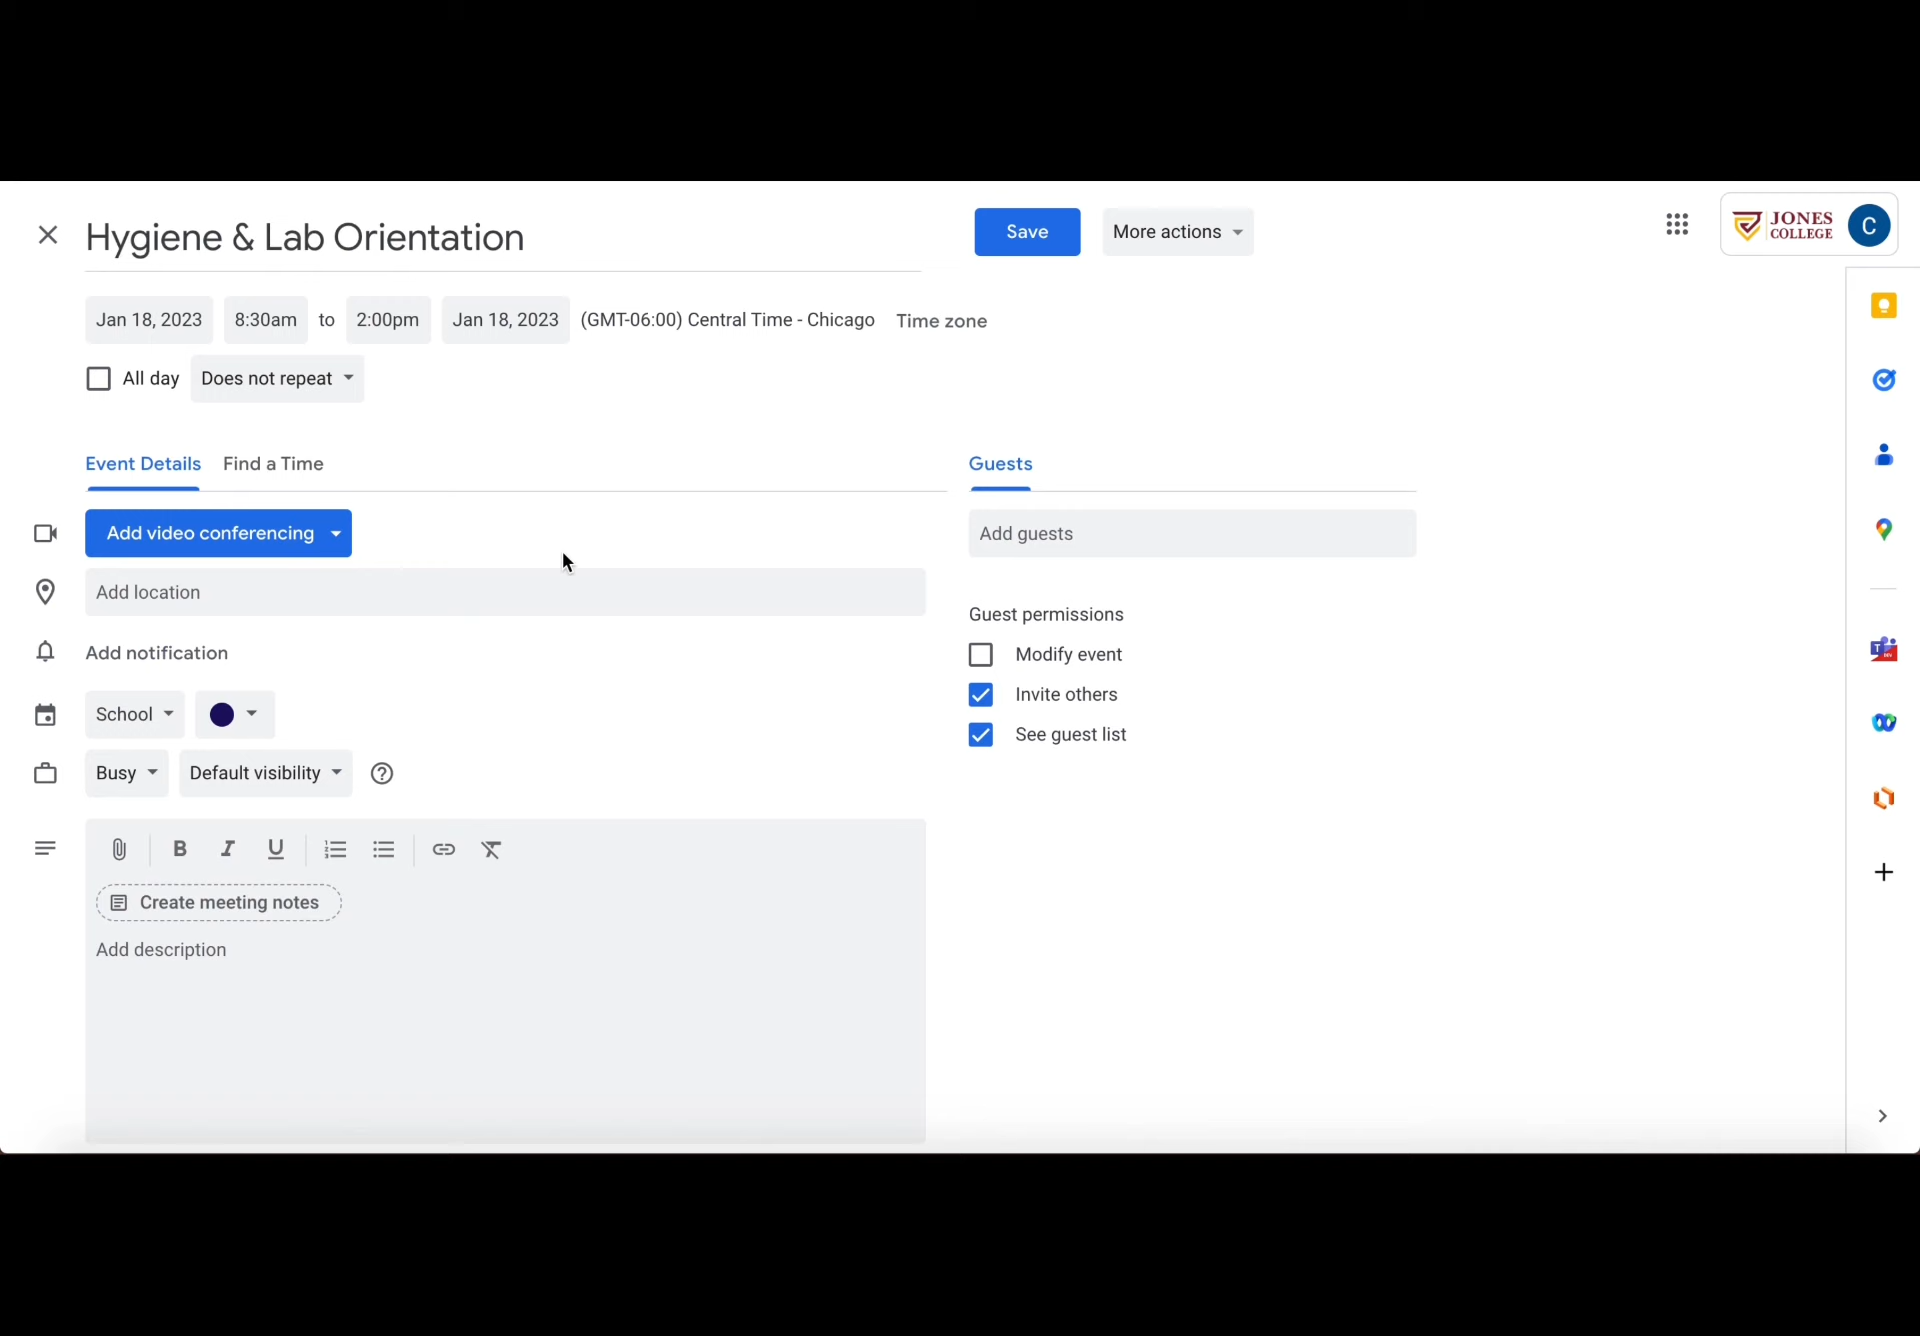 Hygiene & Lab Orientation
Save
More actions
JONES
COLLEGE
C
Jan 18, 2023 8:30am to 2:00pm Jan 18, 2023 (GMT-06:00) Central Time - Chicago Time zone
All day Does not repeat
Event Details Find a Time
Guests
Add video conferencing
Add guests
Add location
Guest permissions
Add notification
Modify event
Invite others
School
See guest list
Busy Default visibility
Create meeting notes
Add description